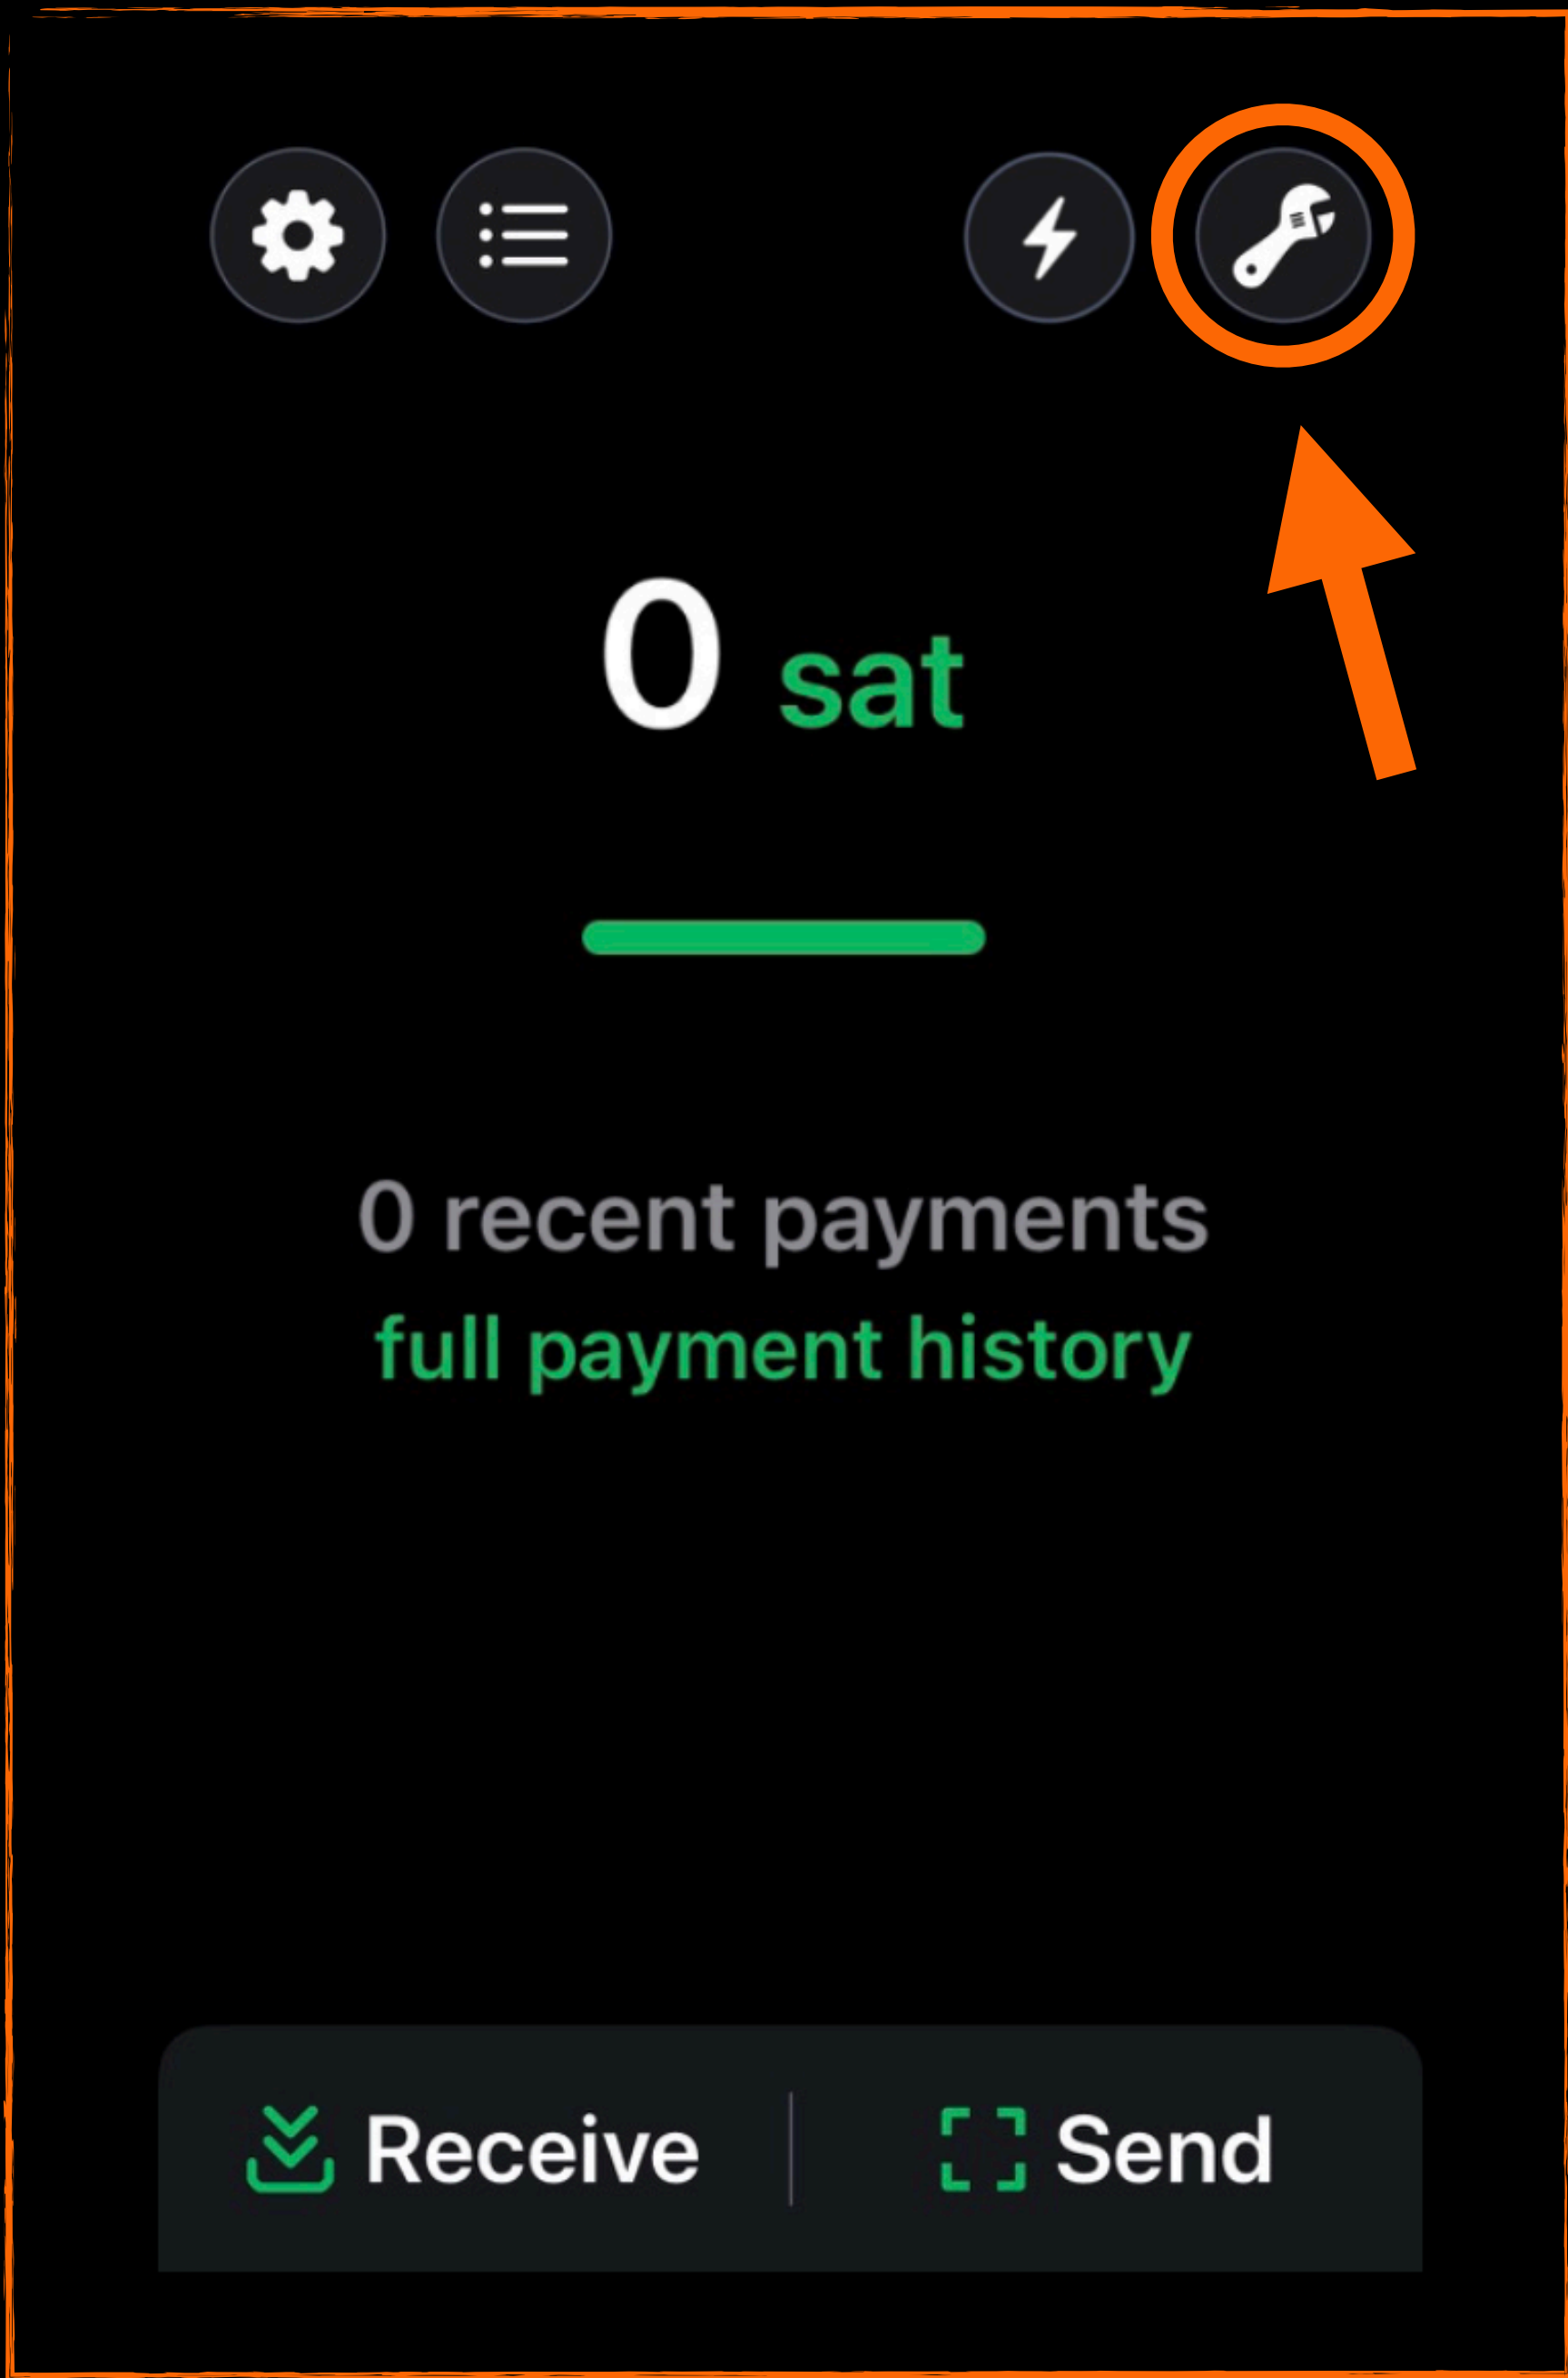 0 sat
0 recent payments
full payment history
Receive
Send